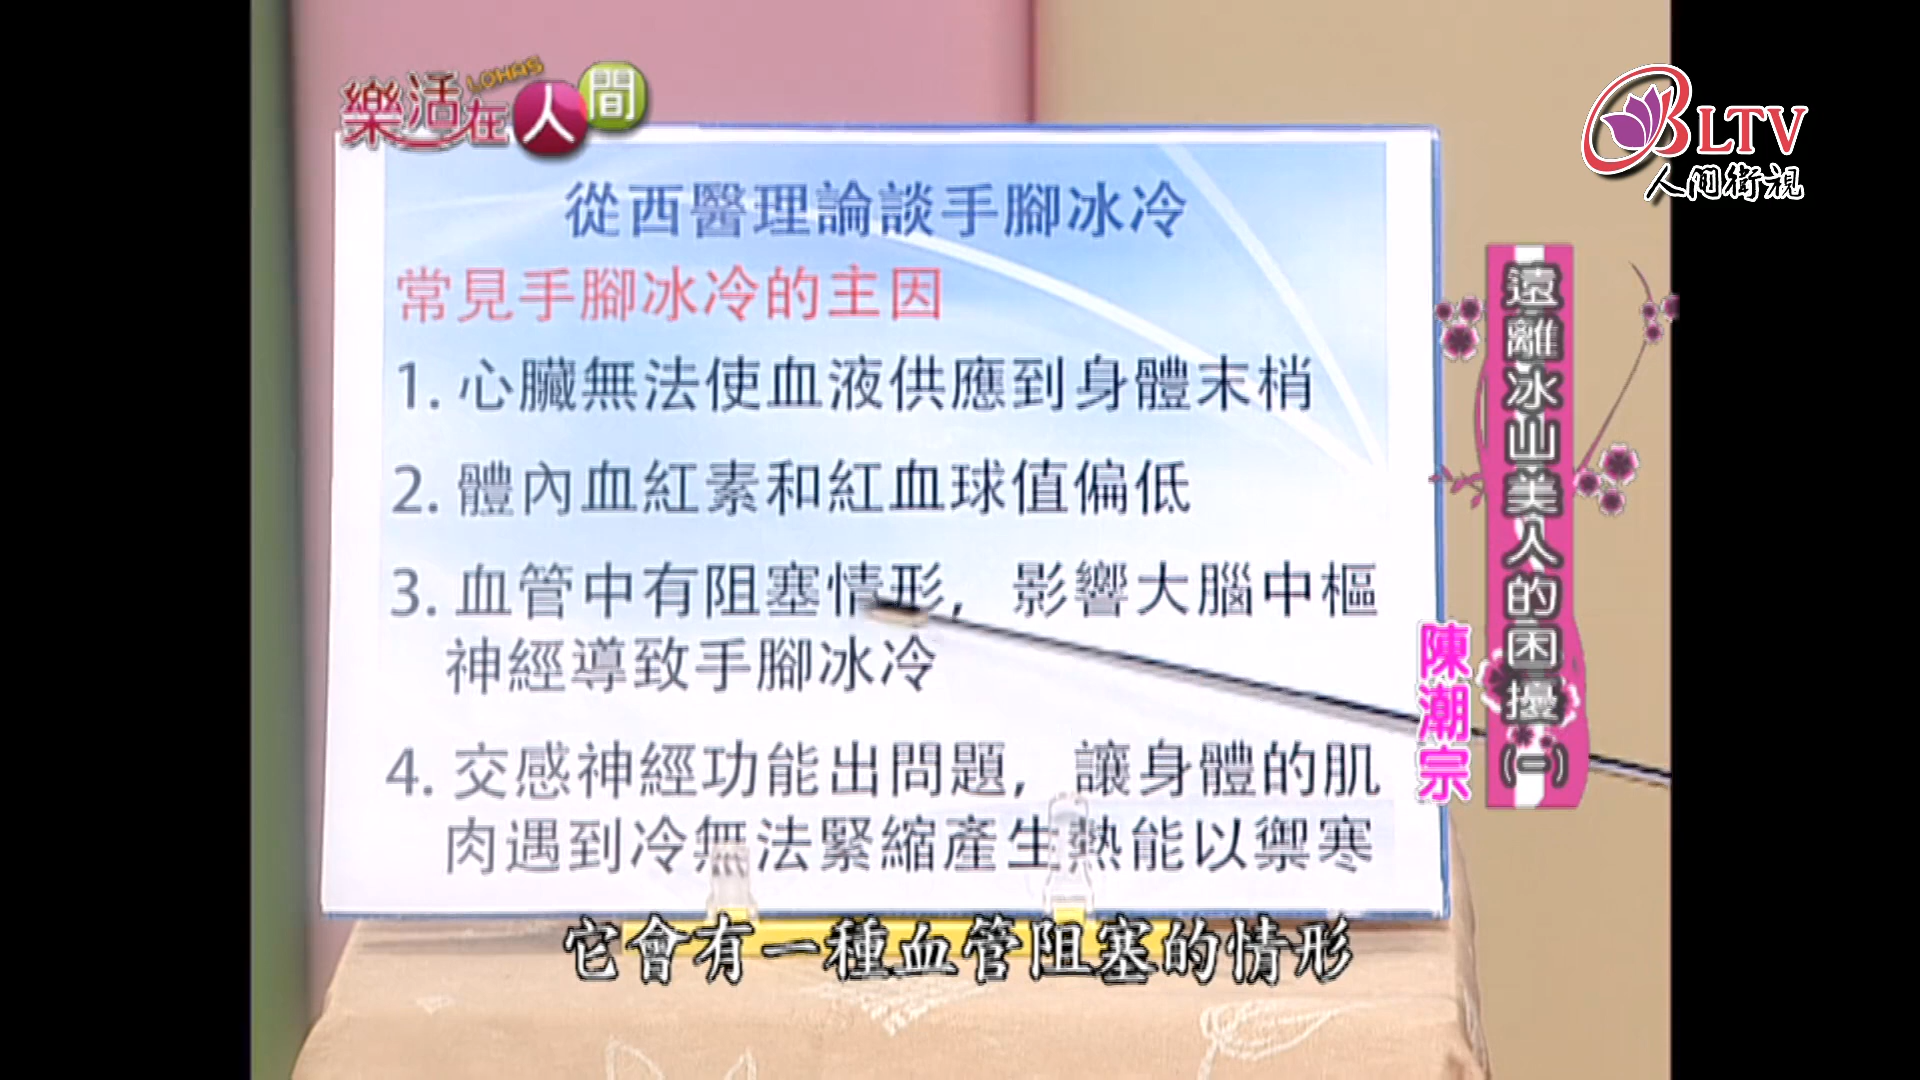 樂活在人間
LOHAS
BLTV
人間衛視
從西醫理論談手腳冰冷
常見手腳冰冷的主因
1. 心臟無法使血液供應到身體末梢
2. 體內血紅素和紅血球值偏低
3. 血管中有阻塞情形，影響大腦中樞
神經導致手腳冰冷
4. 交感神經功能出問題，讓身體的肌
肉遇到冷無法緊縮產生熱能以禦寒
遠離冰山美人的困擾(一)
陳潮宗
它會有一種血管阻塞的情形